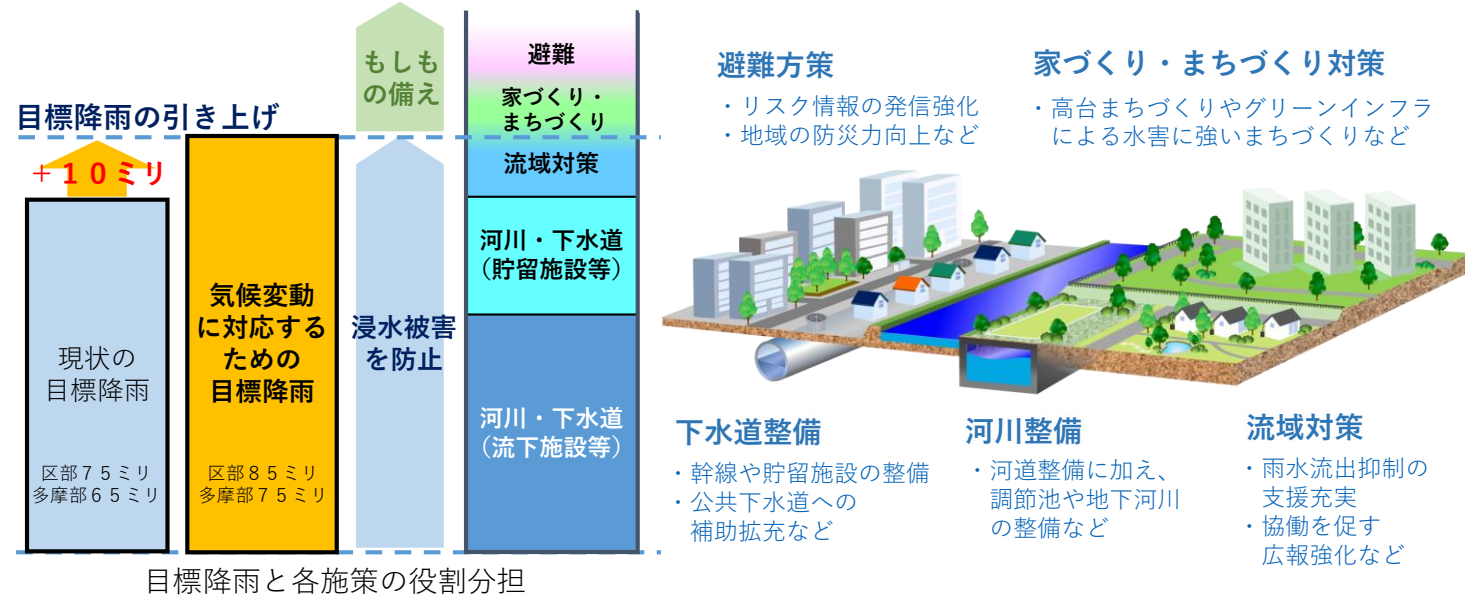 目標降雨の引き上げ
+10ミリ
現状の
目標降雨
区部75ミリ
多摩部65ミリ
気候変動
に対応する
ための
目標降雨
区部85ミリ
多摩部75ミリ
もしも
の備え
浸水被害
を防止
避難
家づくり・
まちづくり
流域対策
河川・下水道
(貯留施設等)
河川・下水道
(流下施設等)
目標降雨と各施策の役割分担
避難方策
・リスク情報の発信強化
・地域の防災力向上など
家づくり・まちづくり対策
・高台まちづくりやグリーンインフラ
による水害に強いまちづくりなど
下水道整備
・幹線や貯留施設の整備
・公共下水道への
補助拡充など
河川整備
・河道整備に加え、
調節池や地下河川
の整備など
流域対策
・雨水流出抑制の
支援充実
・協働を促す
広報強化など